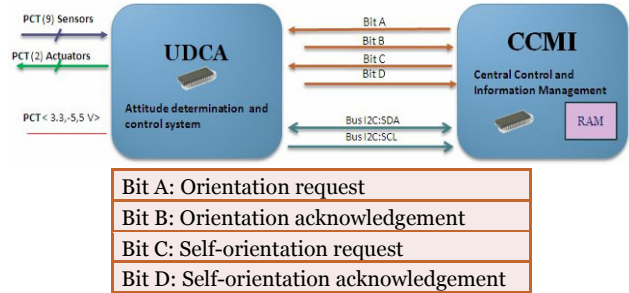 PCT (9) Sensors
PCT(2) Actuators
PCT< 3.3,-5,5 V>
UDCA
Attitude determination and
control system
Bit A
Bit B
Bit C
Bit D
Bus I2C:SDA
Bus I2C:SCL
CCMI
Central Control and
Information Management
RAM
Bit A: Orientation request
Bit B: Orientation acknowledgement
Bit C: Self-orientation request
Bit D: Self-orientation acknowledgement